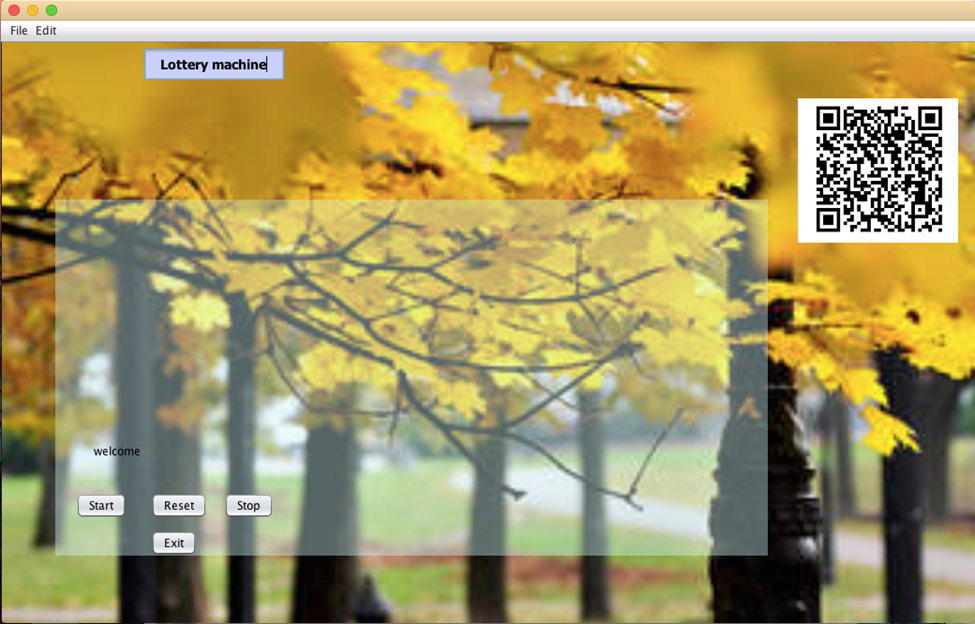 File Edit
Lottery machine
welcome
Start Reset Stop
Exit